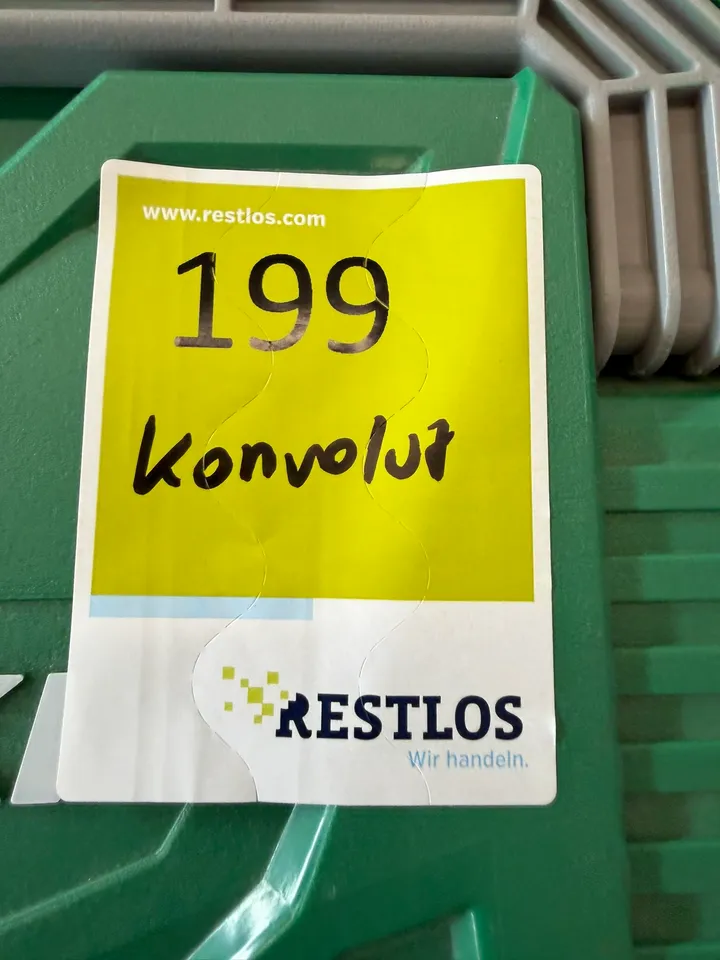 www.restlos.com
199
Konvolut
RESTLOS
Wir handeln.